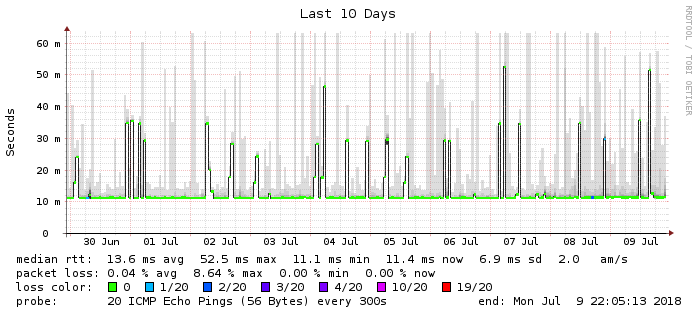 Last 10 Days
RRDTOOL / TOBI OETIKER
Seconds
60 m
50 m
40 m
30 m
20 m
10 m
0
30 Jun 01 Jul 02 Jul 03 Jul 04 Jul 05 Jul 06 Jul 07 Jul 08 Jul 09 Jul
median rtt: 13.6 ms avg 52.5 ms max 11.1 ms min 11.4 ms now 6.9 ms sd 2.0 am/s
packet loss: 0.04 % avg 8.64 % max 0.00 % min 0.00 % now
loss color: 0 1/20 2/20 3/20 4/20 10/20 19/20
probe: 20 ICMP Echo Pings (56 Bytes) every 300s end: Mon Jul 9 22:05:13 2018